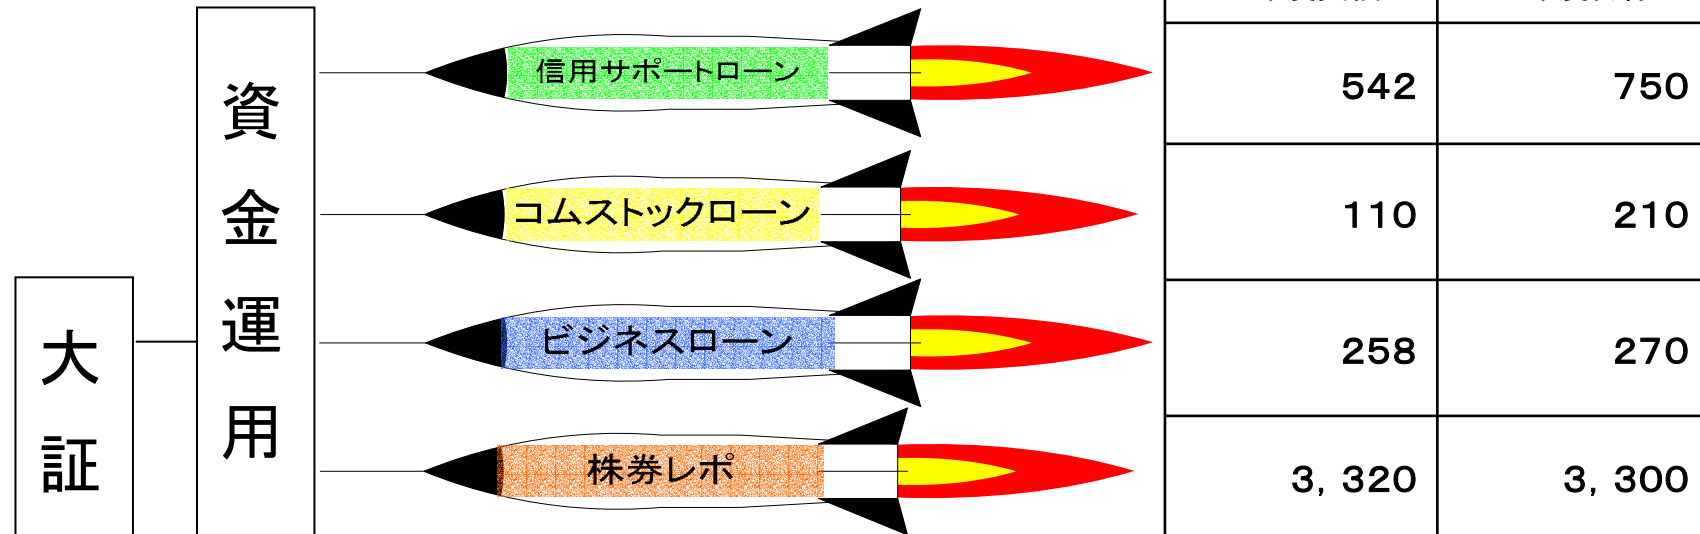 資金運用
大証
信用サポートローン
542 750
コムストックローン
110 210
ビジネスローン
258 270
株券レポ
3, 320 3, 300